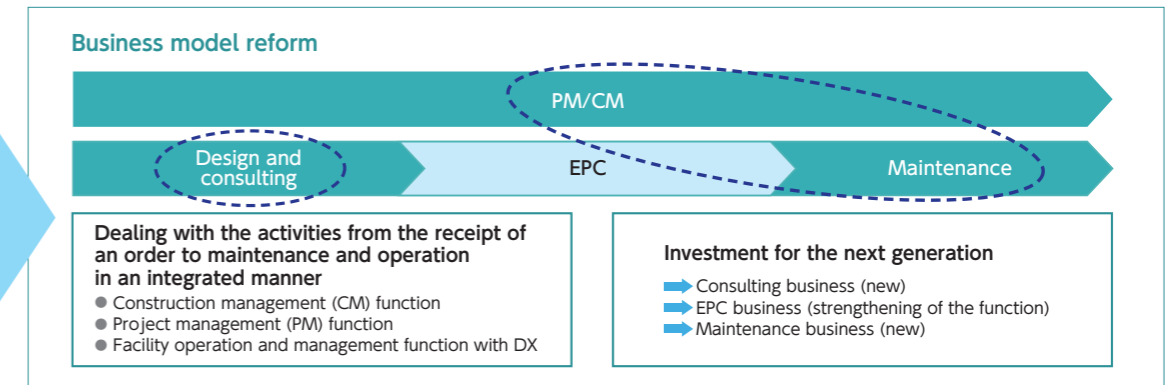 Business model reform
PM/CM
Design and
consulting
EPC
Maintenance
Dealing with the activities from the receipt of
an order to maintenance and operation
in an integrated manner
● Construction management (CM) function
● Project management (PM) function
● Facility operation and management function with DX
Investment for the next generation
Consulting business (new)
EPC business (strengthening of the function)
Maintenance business (new)